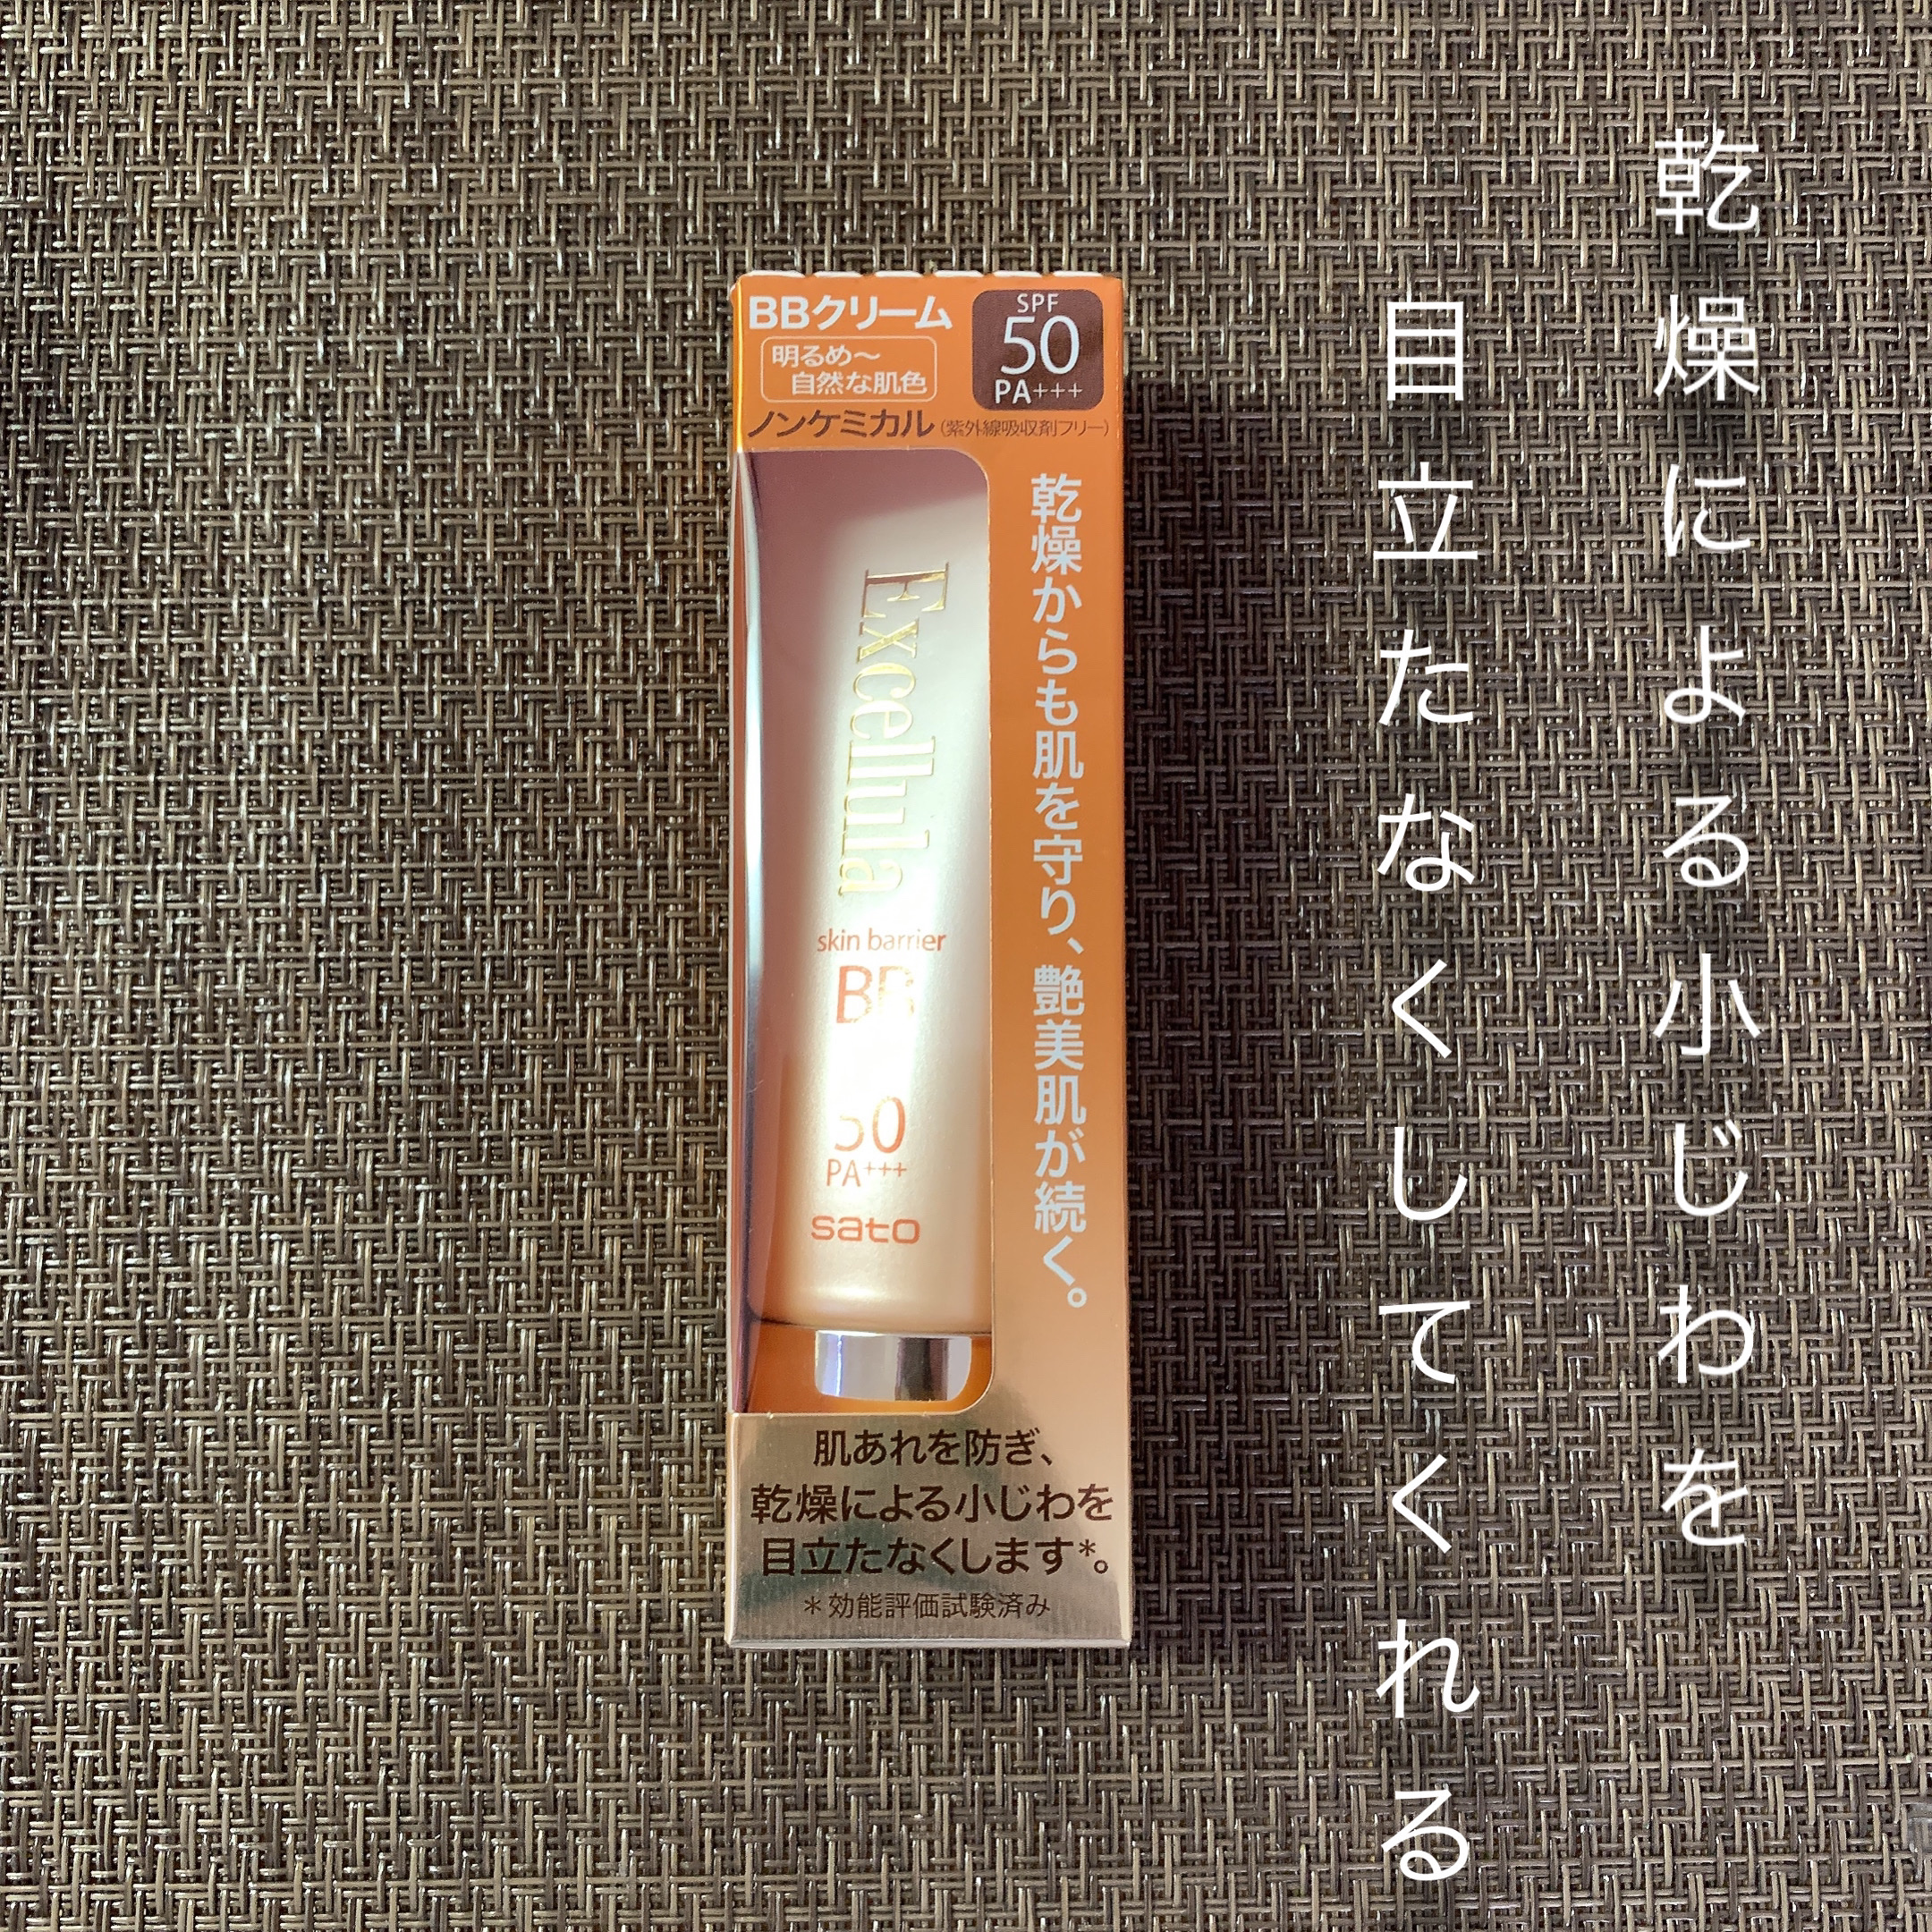 乾燥による小じわを
目立たなくしてくれる
BBクリーム
明るめ〜
自然な肌色
ノンケミカル(紫外線吸収剤フリー)
SPF
50
PA+++
乾燥からも肌を守り、艶美肌が続く。
Excellula
skin barrier
BB
50
PA+++
sato
肌あれを防ぎ、
乾燥による小じわを
目立たなくします*。
*効能評価試験済み